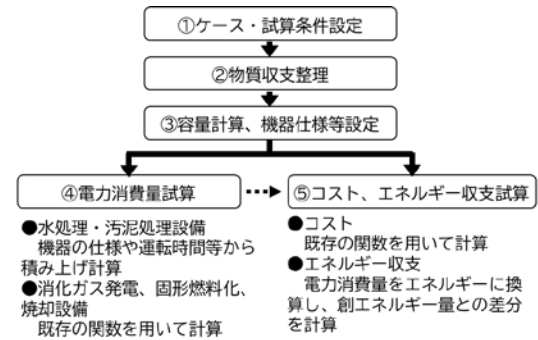 ①ケース・試算条件設定
②物質収支整理
③容量計算、機器仕様等設定
④電力消費量試算
⑤コスト、エネルギー収支試算
●水処理・汚泥処理設備
機器の仕様や運転時間等から
積み上げ計算
●消化ガス発電、固形燃料化、
焼却設備
既存の関数を用いて計算
●コスト
既存の関数を用いて計算
●エネルギー収支
電力消費量をエネルギーに換
算し、創エネルギー量との差分
を計算